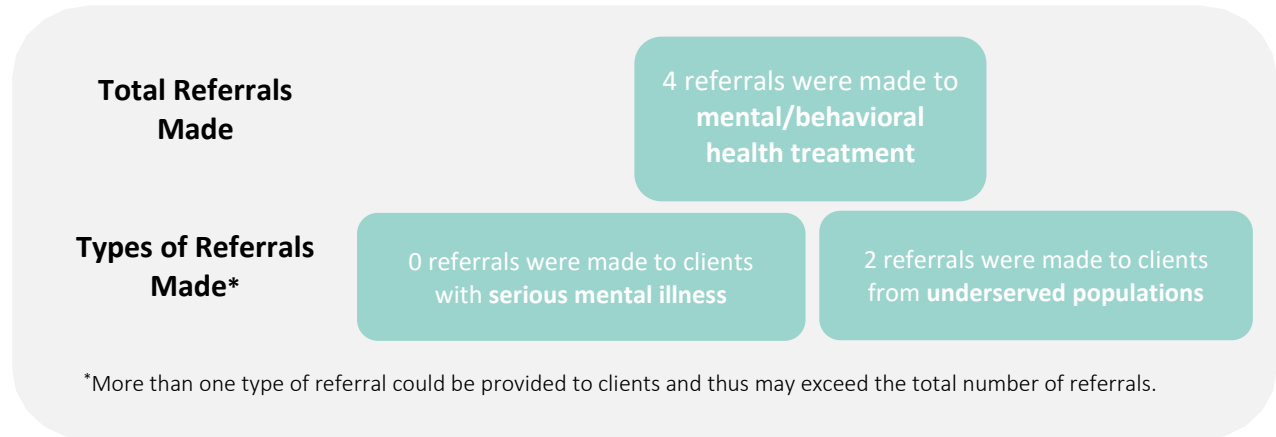 Total Referrals
Made
4 referrals were made to
mental/behavioral
health treatment
Types of Referrals
Made*
0 referrals were made to clients
with serious mental illness
2 referrals were made to clients
from underserved populations
*More than one type of referral could be provided to clients and thus may exceed the total number of referrals.